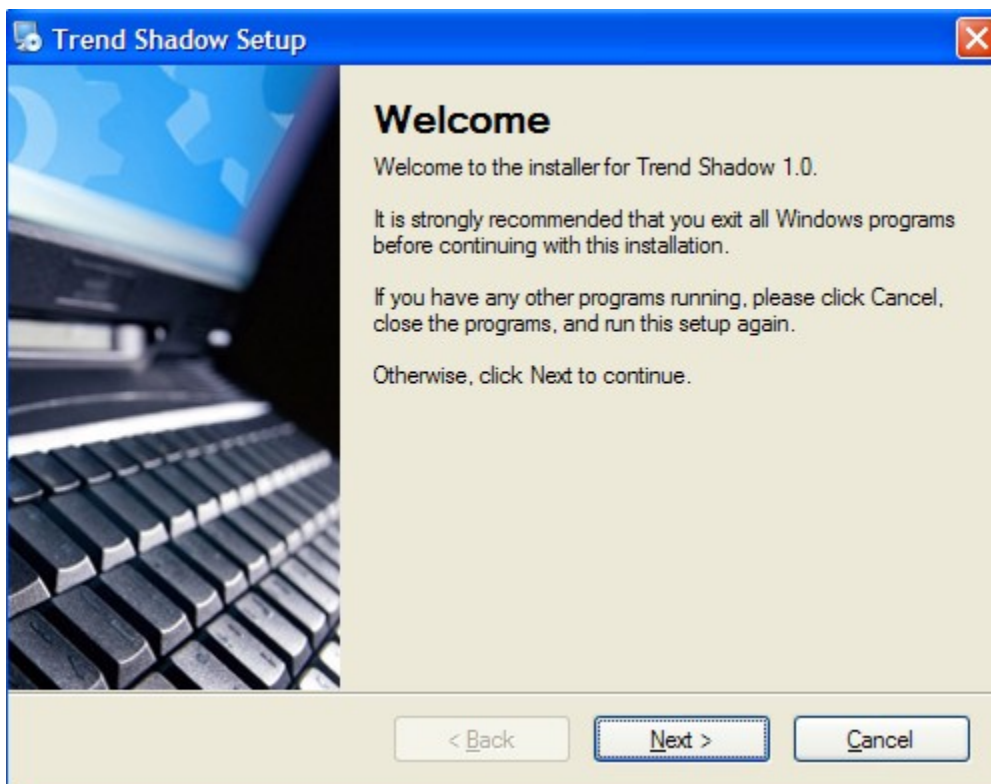 Trend Shadow Setup
Welcome
Welcome to the installer for Trend Shadow 1.0.
It is strongly recommended that you exit all Windows programs
before continuing with this installation.
If you have any other programs running, please click Cancel,
close the programs, and run this setup again.
Otherwise, click Next to continue.
< Back
Next >
Cancel